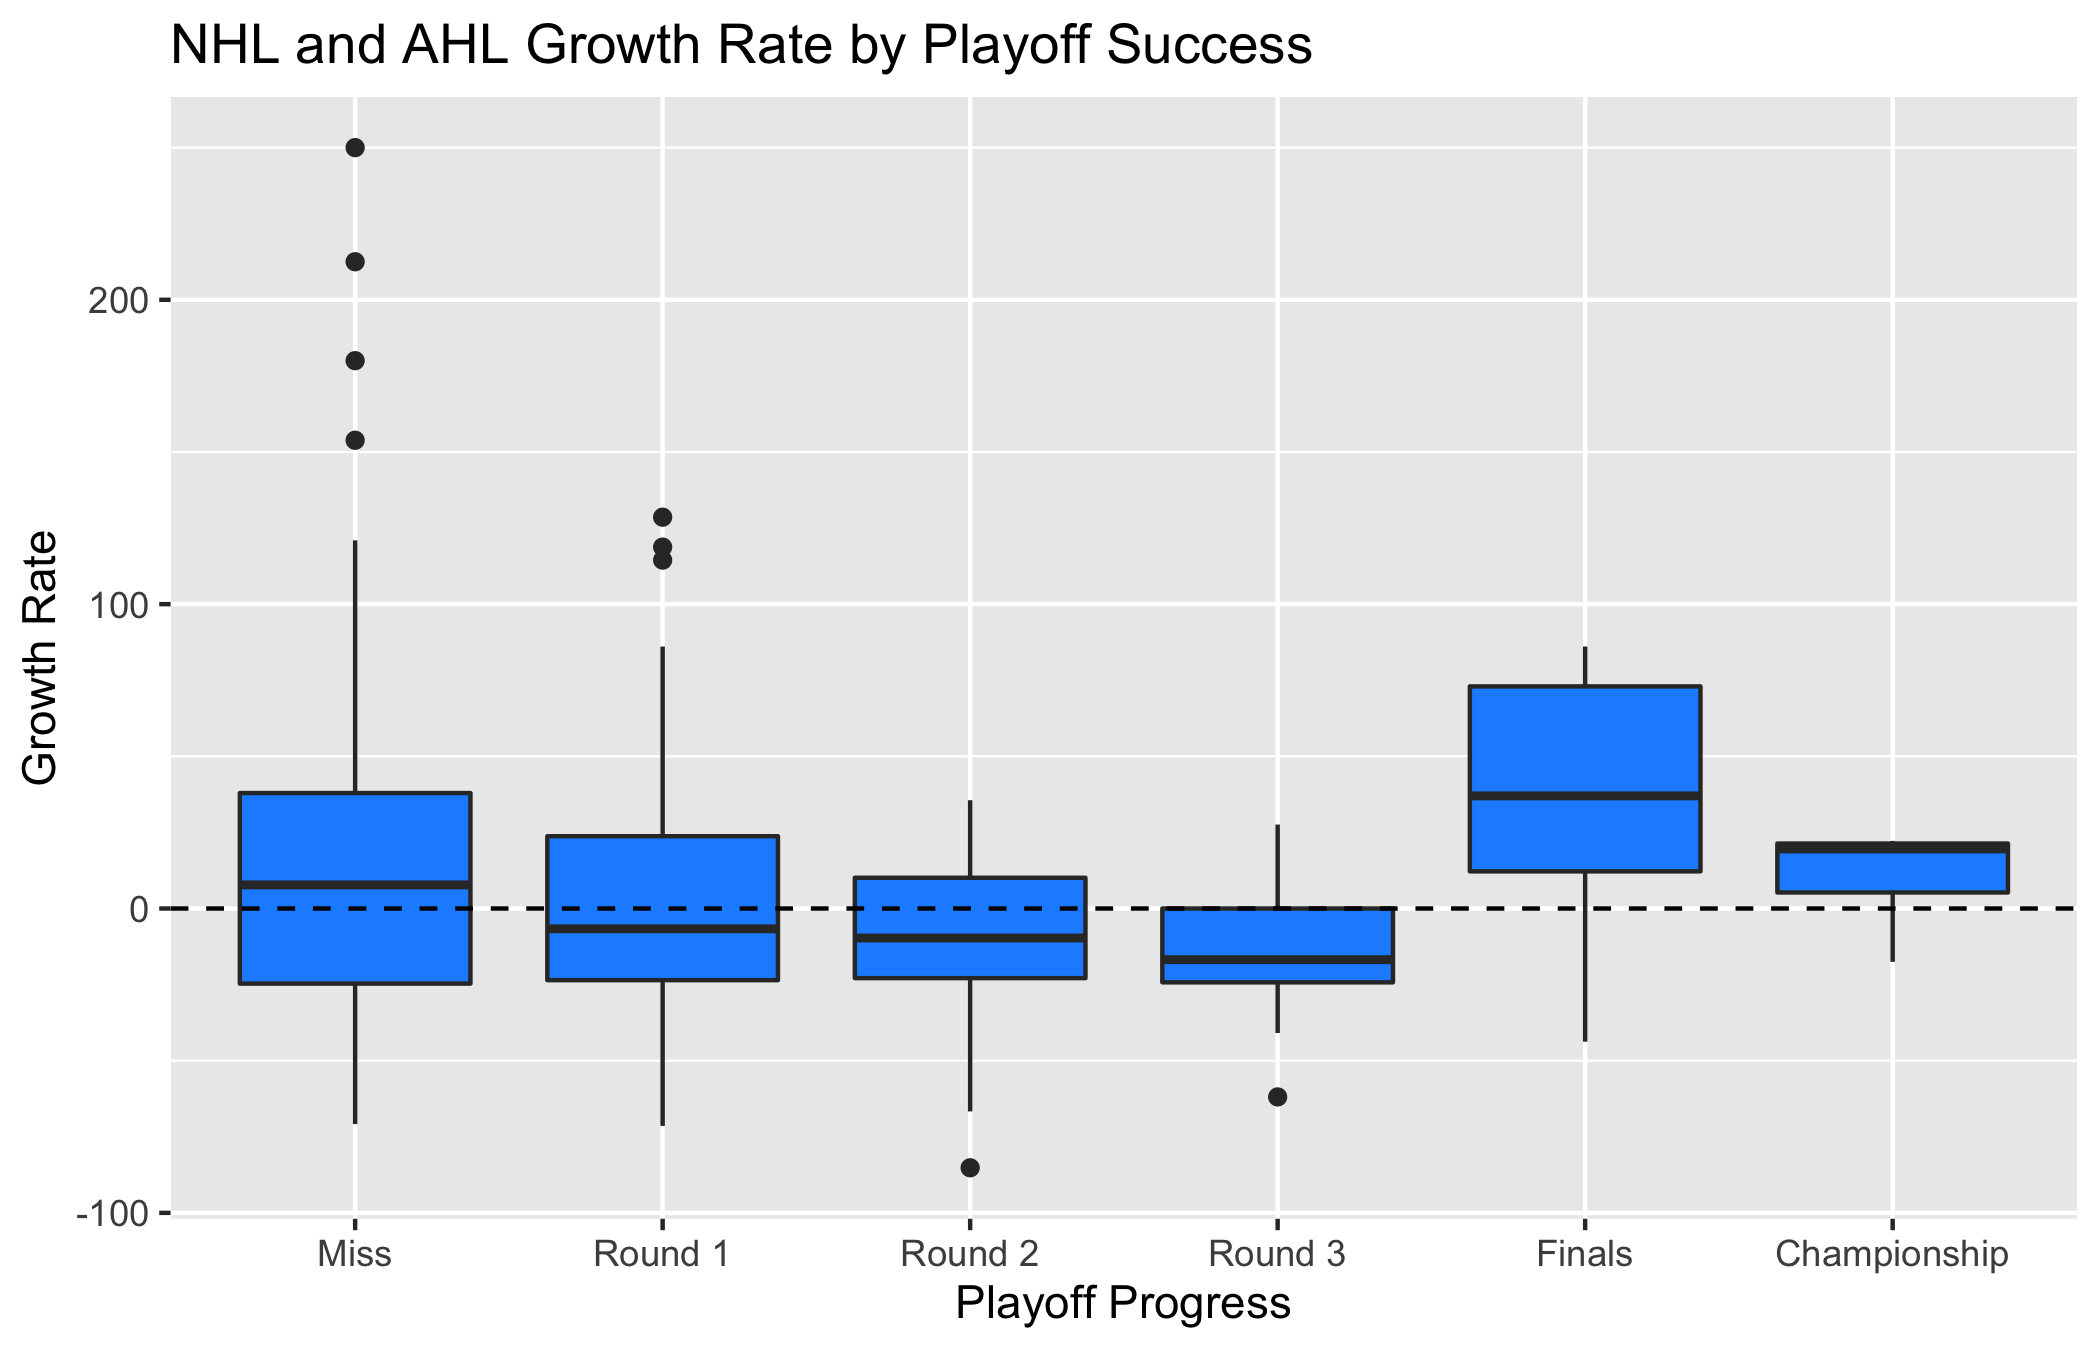 NHL and AHL Growth Rate by Playoff Success
Growth Rate
200
100
0
-100
Miss Round 1 Round 2 Round 3 Finals Championship
Playoff Progress